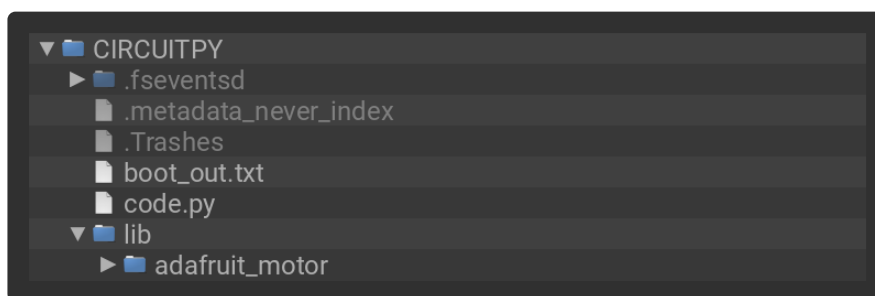 CIRCUITPY
.fseventsd
.metadata_never_index
.Trashes
boot_out.txt
code.py
lib
adafruit_motor